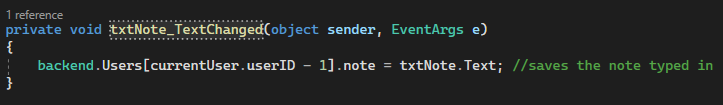 1 reference
private void txtNote_TextChanged(object sender, EventArgs e)
{
backend.Users[currentUser.userID - 1].note = txtNote.Text; //saves the note typed in
}